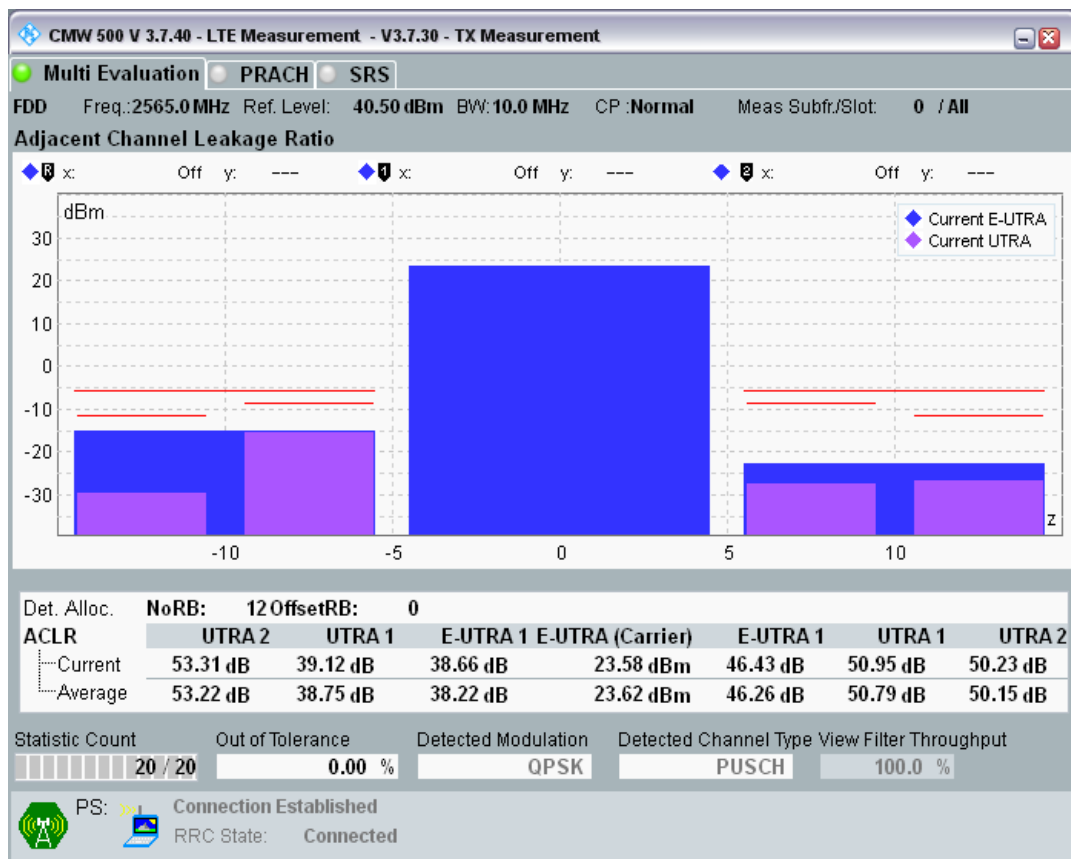 CMW 500 V 3.7.40 - LTE Measurement - V3.7.30 - TX Measurement
Multi Evaluation PRACH SRS
FDD Freq.:2565.0 MHz Ref. Level: 40.50 dBm BW:10.0 MHz CP :Normal Meas Subfr./Slot: 0 / All
Adjacent Channel Leakage Ratio
R x: Off y: --- 1 x: Off y: --- 2 x: Off y: ---
dBm
Current E-UTRA
Current UTRA
30
20
10
0
-10
-20
-30
z
-10 -5 0 5 10
Det. Alloc. NoRB: 12 OffsetRB: 0
ACLR UTRA 2 UTRA 1 E-UTRA 1 E-UTRA (Carrier) E-UTRA 1 UTRA 1 UTRA 2
Current 53.31 dB 39.12 dB 38.66 dB 23.58 dBm 46.43 dB 50.95 dB 50.23 dB
Average 53.22 dB 38.75 dB 38.22 dB 23.62 dBm 46.26 dB 50.79 dB 50.15 dB
Statistic Count Out of Tolerance Detected Modulation Detected Channel Type View Filter Throughput
20 / 20 0.00 % QPSK PUSCH 100.0 %
PS: Connection Established
RRC State: Connected